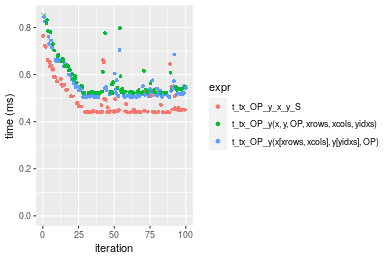 0.8
0.6
0.4
0.2
0.0
time (ms)
0
25
50
75
100
iteration
expr
t_tx_OP_y_x_y_S
t_tx_OP_y(x, y, OP, xrows, xcols, yidxs)
t_tx_OP_y(x[xrows, xcols], y[yidxs], OP)